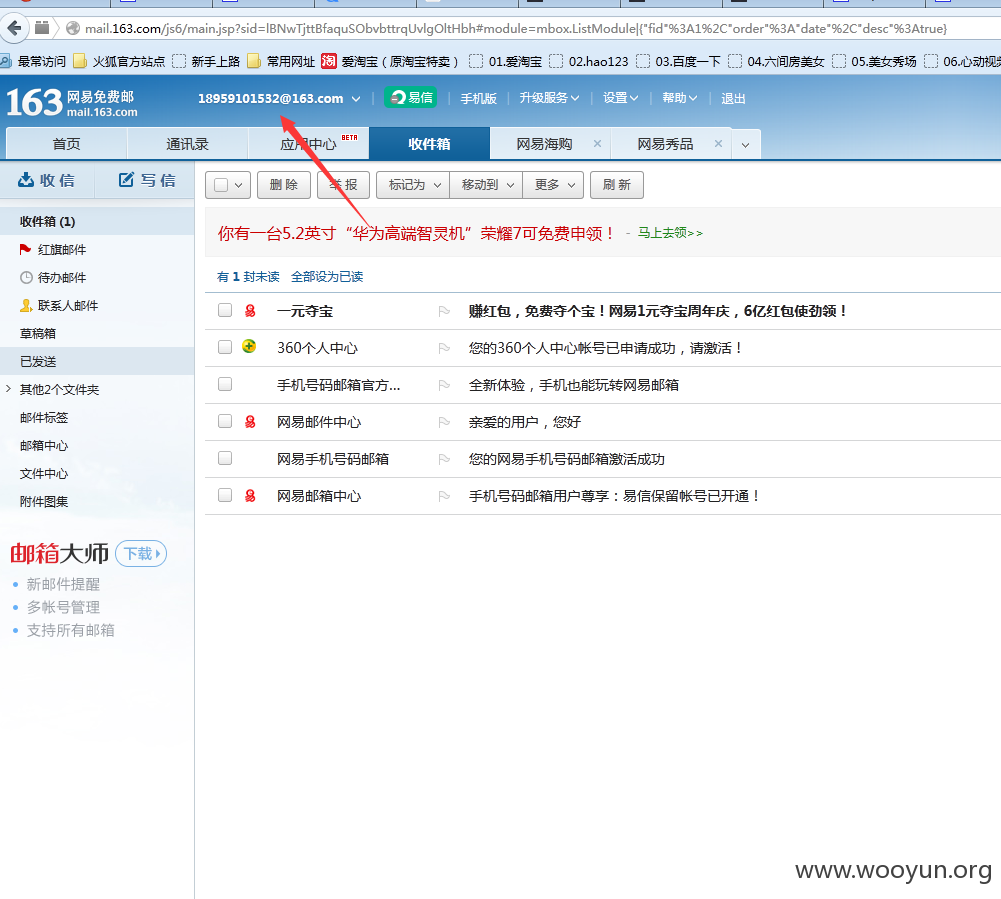 mail.163.com/js6/main.jsp?sid=lBNwTjttBfaquSObvbttrqUvlgOltHbh#module=mbox.ListModule|{"fid"%3A1%2C"order"%3A"date"%2C"desc"%3Atrue}
最常访问 火狐官方站点 新手上路 常用网址 淘 爱淘宝（原淘宝特卖） 01.爱淘宝 02.hao123 03.百度一下 04.六间房美女 05.美女秀场 06.心动视
163 网易免费邮 mail.163.com 18959101532@163.com 易信 手机版 升级服务 设置 帮助 退出
首页 通讯录 应用中心 BETA 收件箱 网易海购 × 网易秀品 ×
收信 写信 删除 举报 标记为 移动到 更多 刷新
收件箱 (1)
红旗邮件
待办邮件
联系人邮件
草稿箱
已发送
其他2个文件夹
邮件标签
邮箱中心
文件中心
附件图集
邮箱大师 下载
新邮件提醒
多帐号管理
支持所有邮箱
你有一台5.2英寸“华为高端智灵机”荣耀7可免费申领！ - 马上去领>>
有 1 封未读 全部设为已读
一元夺宝 赚红包，免费夺个宝！网易1元夺宝周年庆，6亿红包使劲领！
360个人中心 您的360个人中心帐号已申请成功，请激活！
手机号码邮箱官方... 全新体验，手机也能玩转网易邮箱
网易邮件中心 亲爱的用户，您好
网易手机号码邮箱 您的网易手机号码邮箱激活成功
网易邮箱中心 手机号码邮箱用户尊享：易信保留帐号已开通！
www.wooyun.org